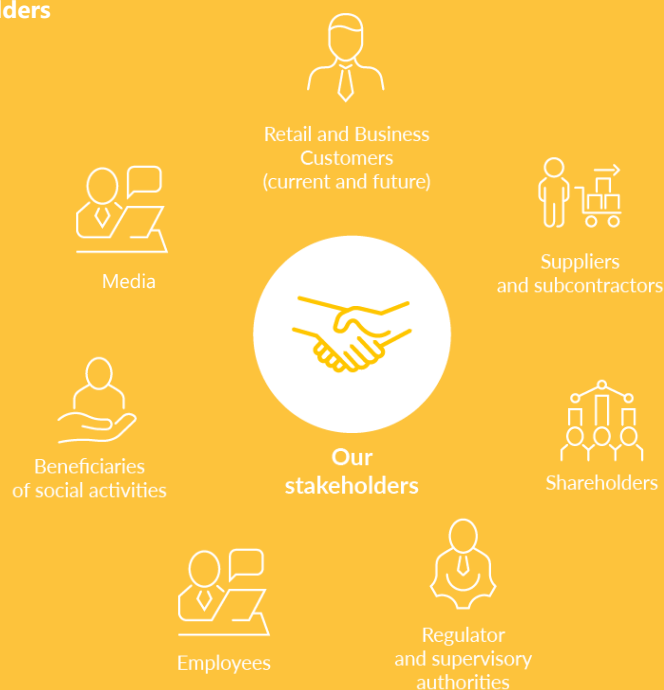 Retail and Business
Customers
(current and future)
Suppliers
and subcontractors
Media
Our
stakeholders
Beneficiaries
of social activities
Shareholders
Employees
Regulator
and supervisory
authorities